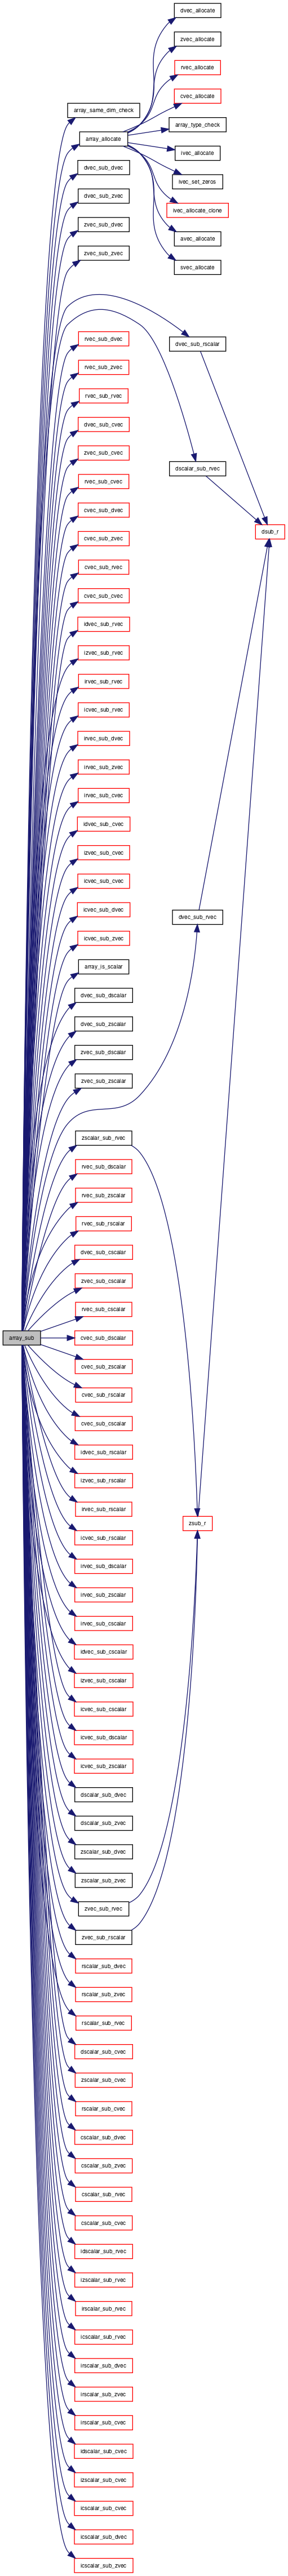 dvec_allocate
zvec_allocate
rvec_allocate
cvec_allocate
array_same_dim_check
array_type_check
array_allocate
ivec_allocate
dvec_sub_dvec
ivec_set_zeros
dvec_sub_zvec
ivec_allocate_clone
zvec_sub_dvec
avec_allocate
zvec_sub_zvec
svec_allocate
rvec_sub_dvec
dvec_sub_rscalar
rvec_sub_zvec
rvec_sub_rvec
dvec_sub_cvec
zvec_sub_cvec
dscalar_sub_rvec
rvec_sub_cvec
cvec_sub_dvec
dsub_r
cvec_sub_zvec
cvec_sub_rvec
cvec_sub_cvec
idvec_sub_rvec
izvec_sub_rvec
irvec_sub_rvec
icvec_sub_rvec
irvec_sub_dvec
irvec_sub_zvec
irvec_sub_cvec
idvec_sub_cvec
izvec_sub_cvec
icvec_sub_cvec
icvec_sub_dvec
dvec_sub_rvec
icvec_sub_zvec
array_is_scalar
dvec_sub_dscalar
dvec_sub_zscalar
zvec_sub_dscalar
zvec_sub_zscalar
zscalar_sub_rvec
rvec_sub_dscalar
rvec_sub_zscalar
rvec_sub_rscalar
dvec_sub_cscalar
zvec_sub_cscalar
rvec_sub_cscalar
array_sub
cvec_sub_dscalar
cvec_sub_zscalar
cvec_sub_rscalar
cvec_sub_cscalar
idvec_sub_rscalar
izvec_sub_rscalar
irvec_sub_rscalar
zsub_r
icvec_sub_rscalar
irvec_sub_dscalar
irvec_sub_zscalar
irvec_sub_cscalar
idvec_sub_cscalar
izvec_sub_cscalar
icvec_sub_cscalar
icvec_sub_dscalar
icvec_sub_zscalar
dscalar_sub_dvec
dscalar_sub_zvec
zscalar_sub_dvec
zscalar_sub_zvec
zvec_sub_rvec
zvec_sub_rscalar
rscalar_sub_dvec
rscalar_sub_zvec
rscalar_sub_rvec
dscalar_sub_cvec
zscalar_sub_cvec
rscalar_sub_cvec
cscalar_sub_dvec
cscalar_sub_zvec
cscalar_sub_rvec
cscalar_sub_cvec
idscalar_sub_rvec
izscalar_sub_rvec
irscalar_sub_rvec
icscalar_sub_rvec
irscalar_sub_dvec
irscalar_sub_zvec
irscalar_sub_cvec
idscalar_sub_cvec
izscalar_sub_cvec
icscalar_sub_cvec
icscalar_sub_dvec
icscalar_sub_zvec